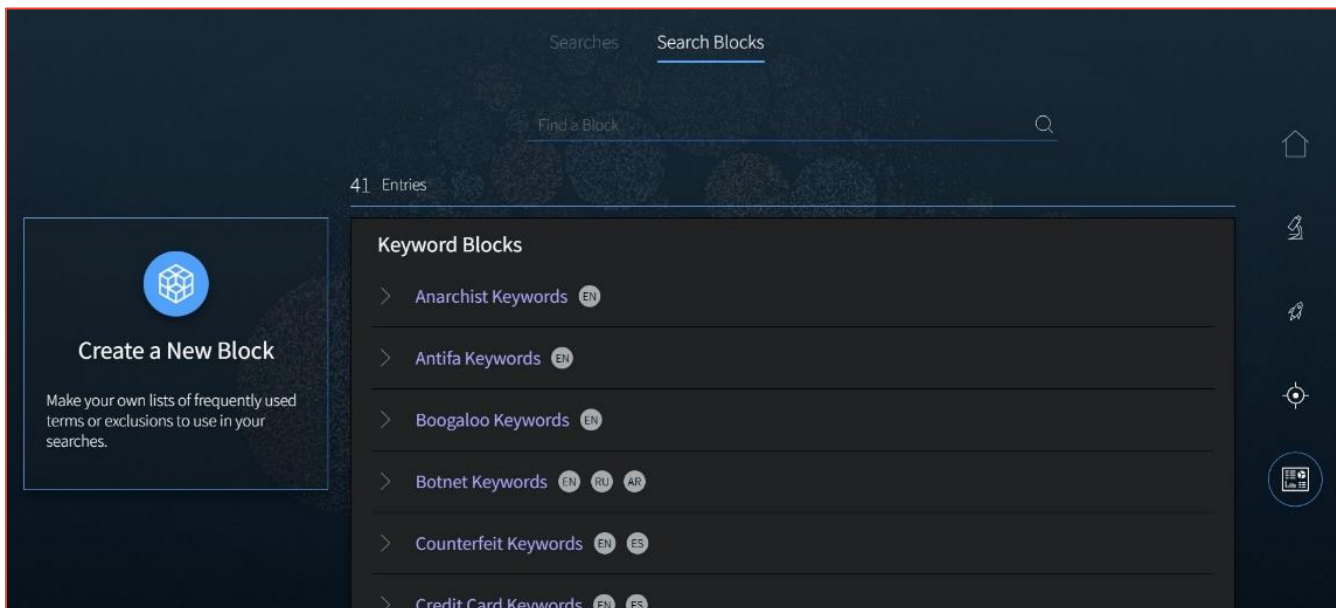 Searches Search Blocks
Find a Block
41 Entries
Create a New Block
Make your own lists of frequently used
terms or exclusions to use in your
searches.
Keyword Blocks
Anarchist Keywords EN
Antifa Keywords EN
Boogaloo Keywords EN
Botnet Keywords EN RU AR
Counterfeit Keywords EN ES
Credit Card Keywords EN ES